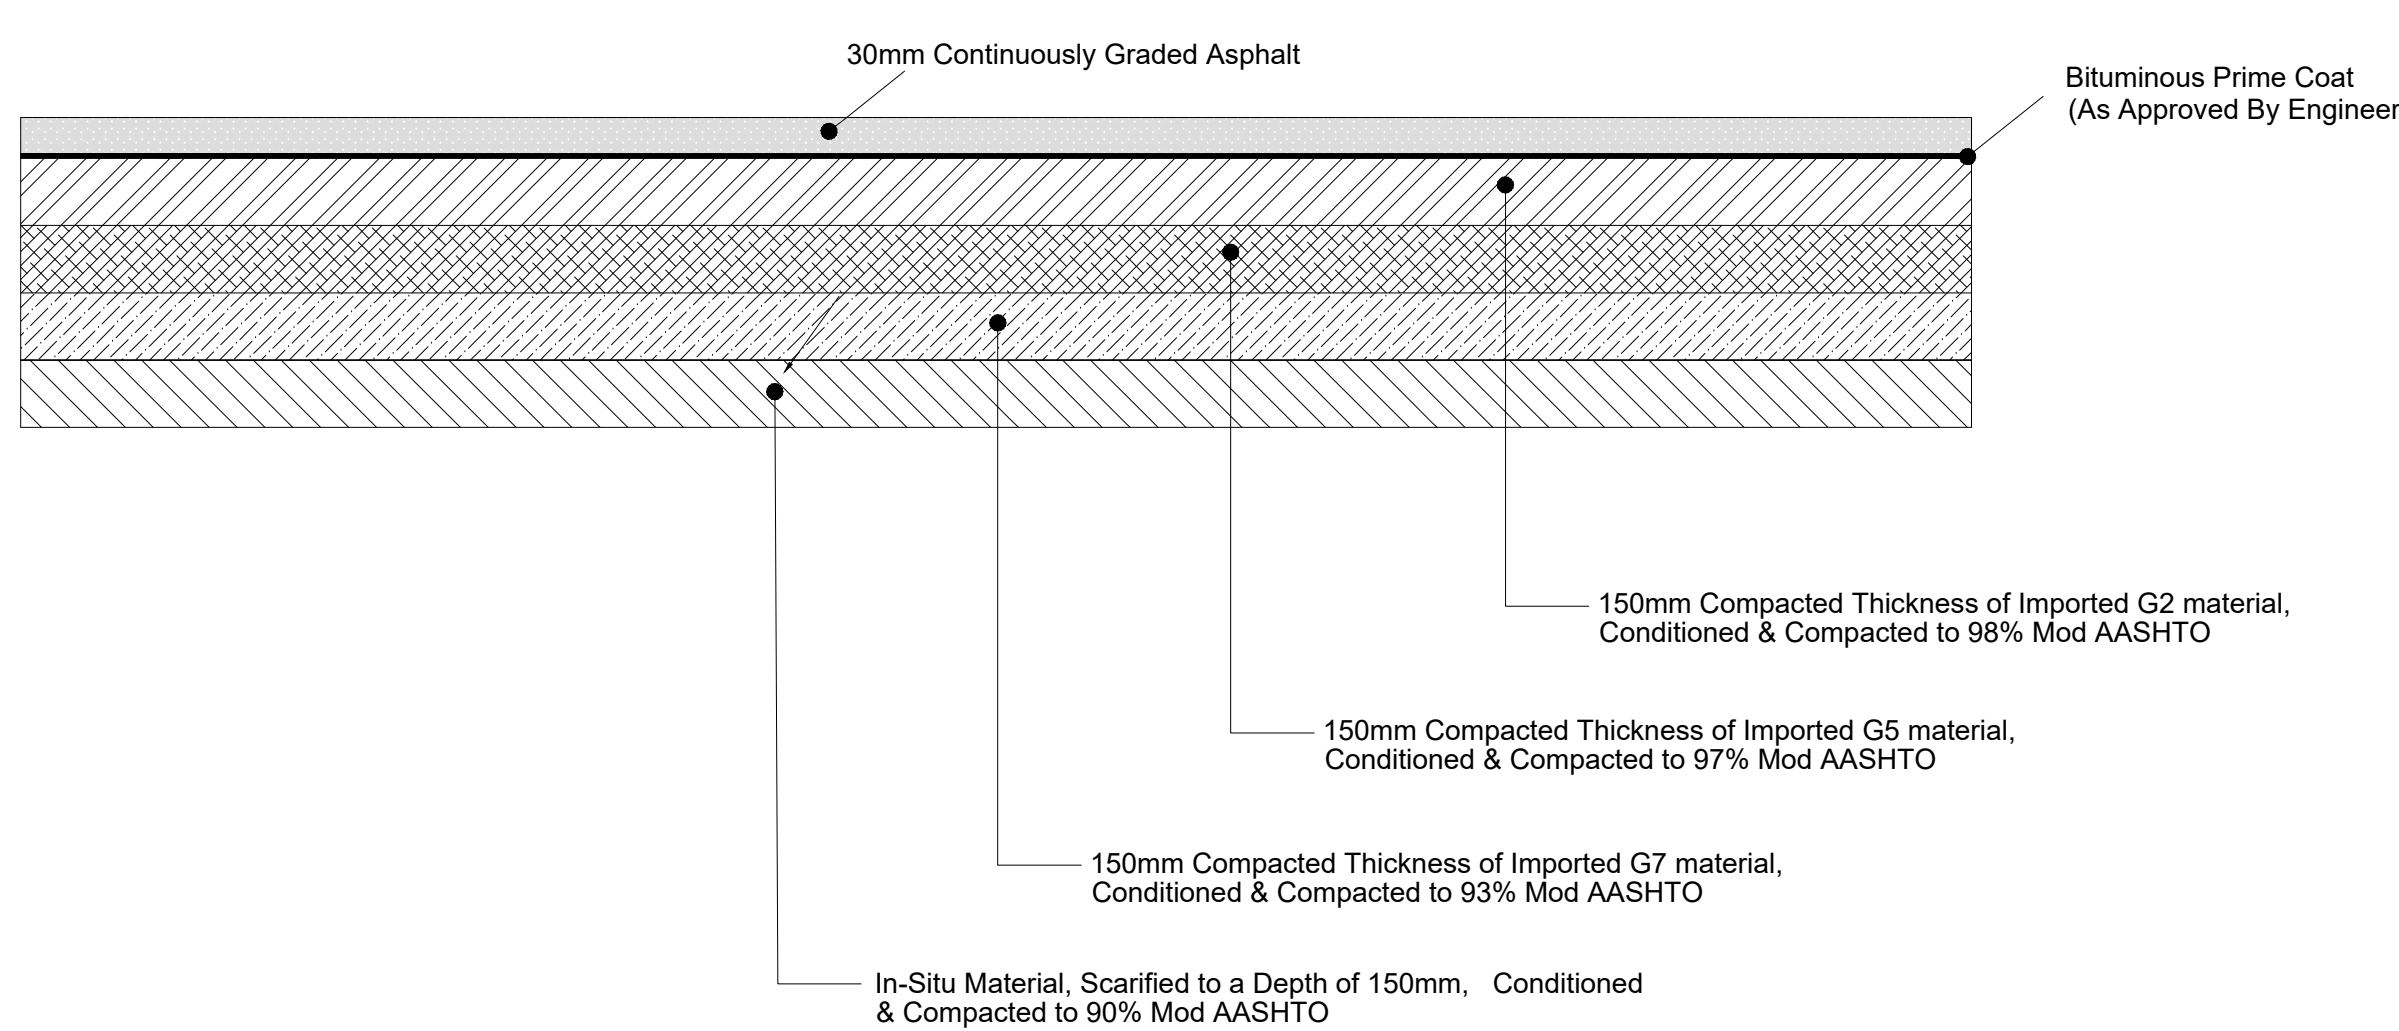 30mm Continuously Graded Asphalt
Bituminous Prime Coat
(As Approved By Engineer
150mm Compacted Thickness of Imported G2 material,
Conditioned & Compacted to 98% Mod AASHTO
150mm Compacted Thickness of Imported G5 material,
Conditioned & Compacted to 97% Mod AASHTO
150mm Compacted Thickness of Imported G7 material,
Conditioned & Compacted to 93% Mod AASHTO
In-Situ Material, Scarified to a Depth of 150mm, Conditioned
& Compacted to 90% Mod AASHTO